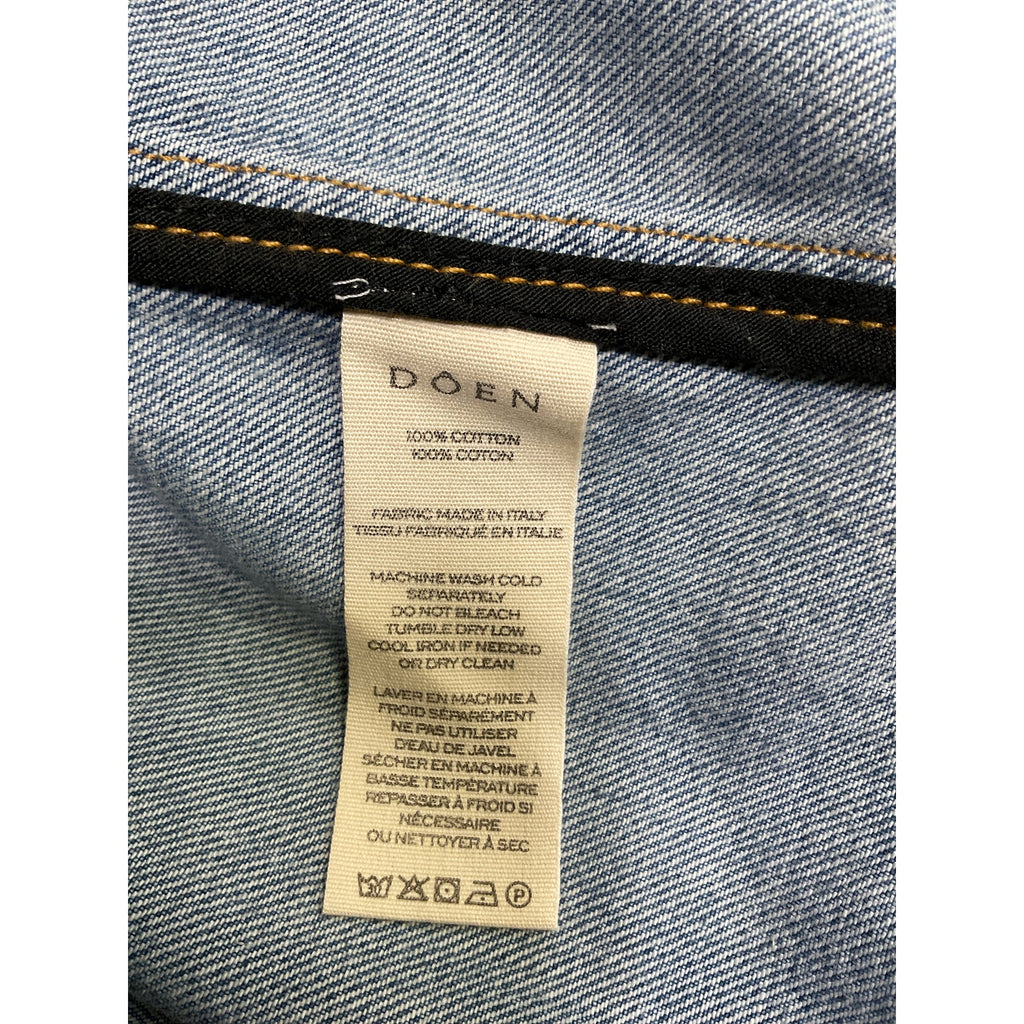 DÔEN
100% COTTON
100% COTON
FABRIC MADE IN ITALY
TISSU FABRIQUÉ EN ITALIE
MACHINE WASH COLD
SEPARATELY
DO NOT BLEACH
TUMBLE DRY LOW
COOL IRON IF NEEDED
OR DRY CLEAN
LAVER EN MACHINE À
FROID SÉPARÉMENT
NE PAS UTILISER
D'EAU DE JAVEL
SÉCHER EN MACHINE À
BASSE TEMPÉRATURE
REPASSER À FROID SI
NÉCESSAIRE
OU NETTOYER À SEC
P